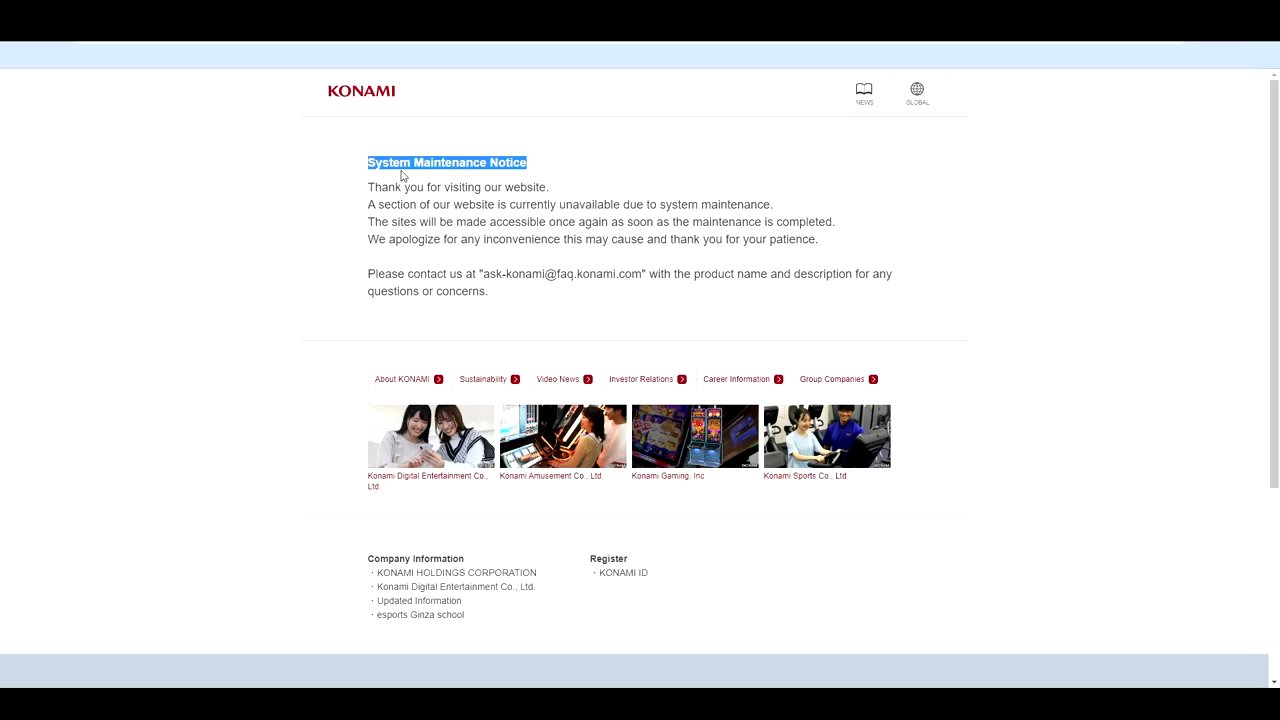 KONAMI
NEWS
GLOBAL
System Maintenance Notice
Thank you for visiting our website.
A section of our website is currently unavailable due to system maintenance.
The sites will be made accessible once again as soon as the maintenance is completed.
We apologize for any inconvenience this may cause and thank you for your patience.
Please contact us at "ask-konami@faq.konami.com" with the product name and description for any
questions or concerns.
About KONAMI
Sustainability
Video News
Investor Relations
Career Information
Group Companies
Konami Digital Entertainment Co.,
Ltd.
Konami Amusement Co., Ltd.
Konami Gaming, Inc
Konami Sports Co., Ltd.
Company Information
・KONAMI HOLDINGS CORPORATION
・Konami Digital Entertainment Co., Ltd.
・Updated Information
・esports Ginza school
Register
・KONAMI ID